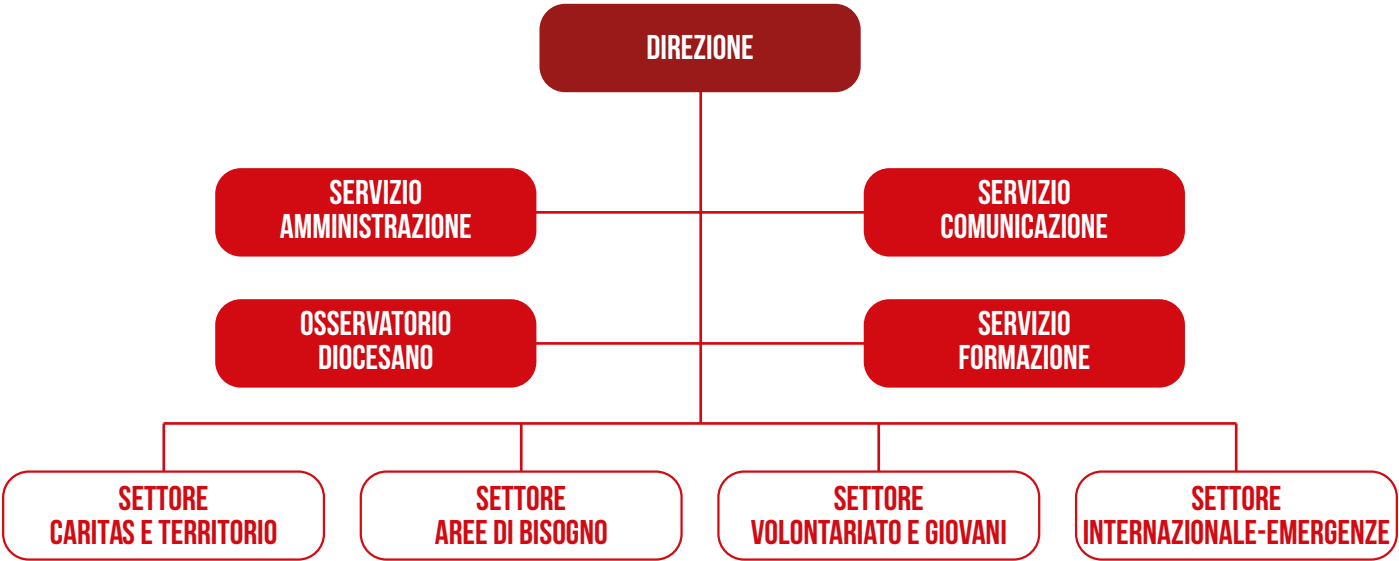 DIREZIONE
SERVIZIO
AMMINISTRAZIONE
SERVIZIO
COMUNICAZIONE
OSSERVATORIO
DIOCESANO
SERVIZIO
FORMAZIONE
SETTORE
CARITAS E TERRITORIO
SETTORE
AREE DI BISOGNO
SETTORE
VOLONTARIATO E GIOVANI
SETTORE
INTERNAZIONALE-EMERGENZE